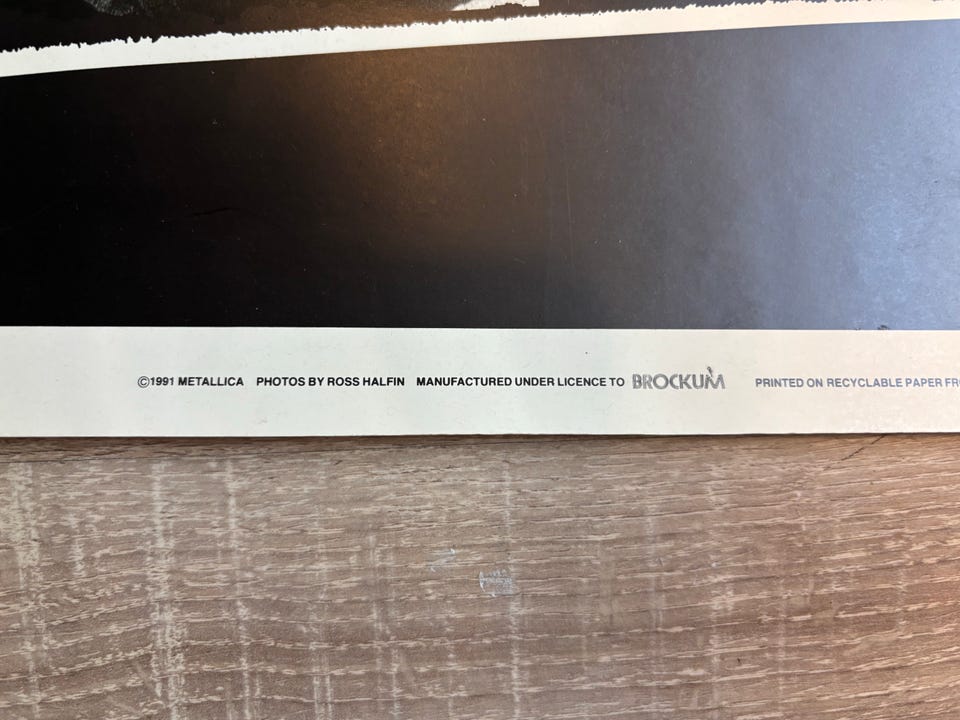 ©1991 METALLICA PHOTOS BY ROSS HALFIN MANUFACTURED UNDER LICENCE TO BROCKUM PRINTED ON RECYCLABLE PAPER